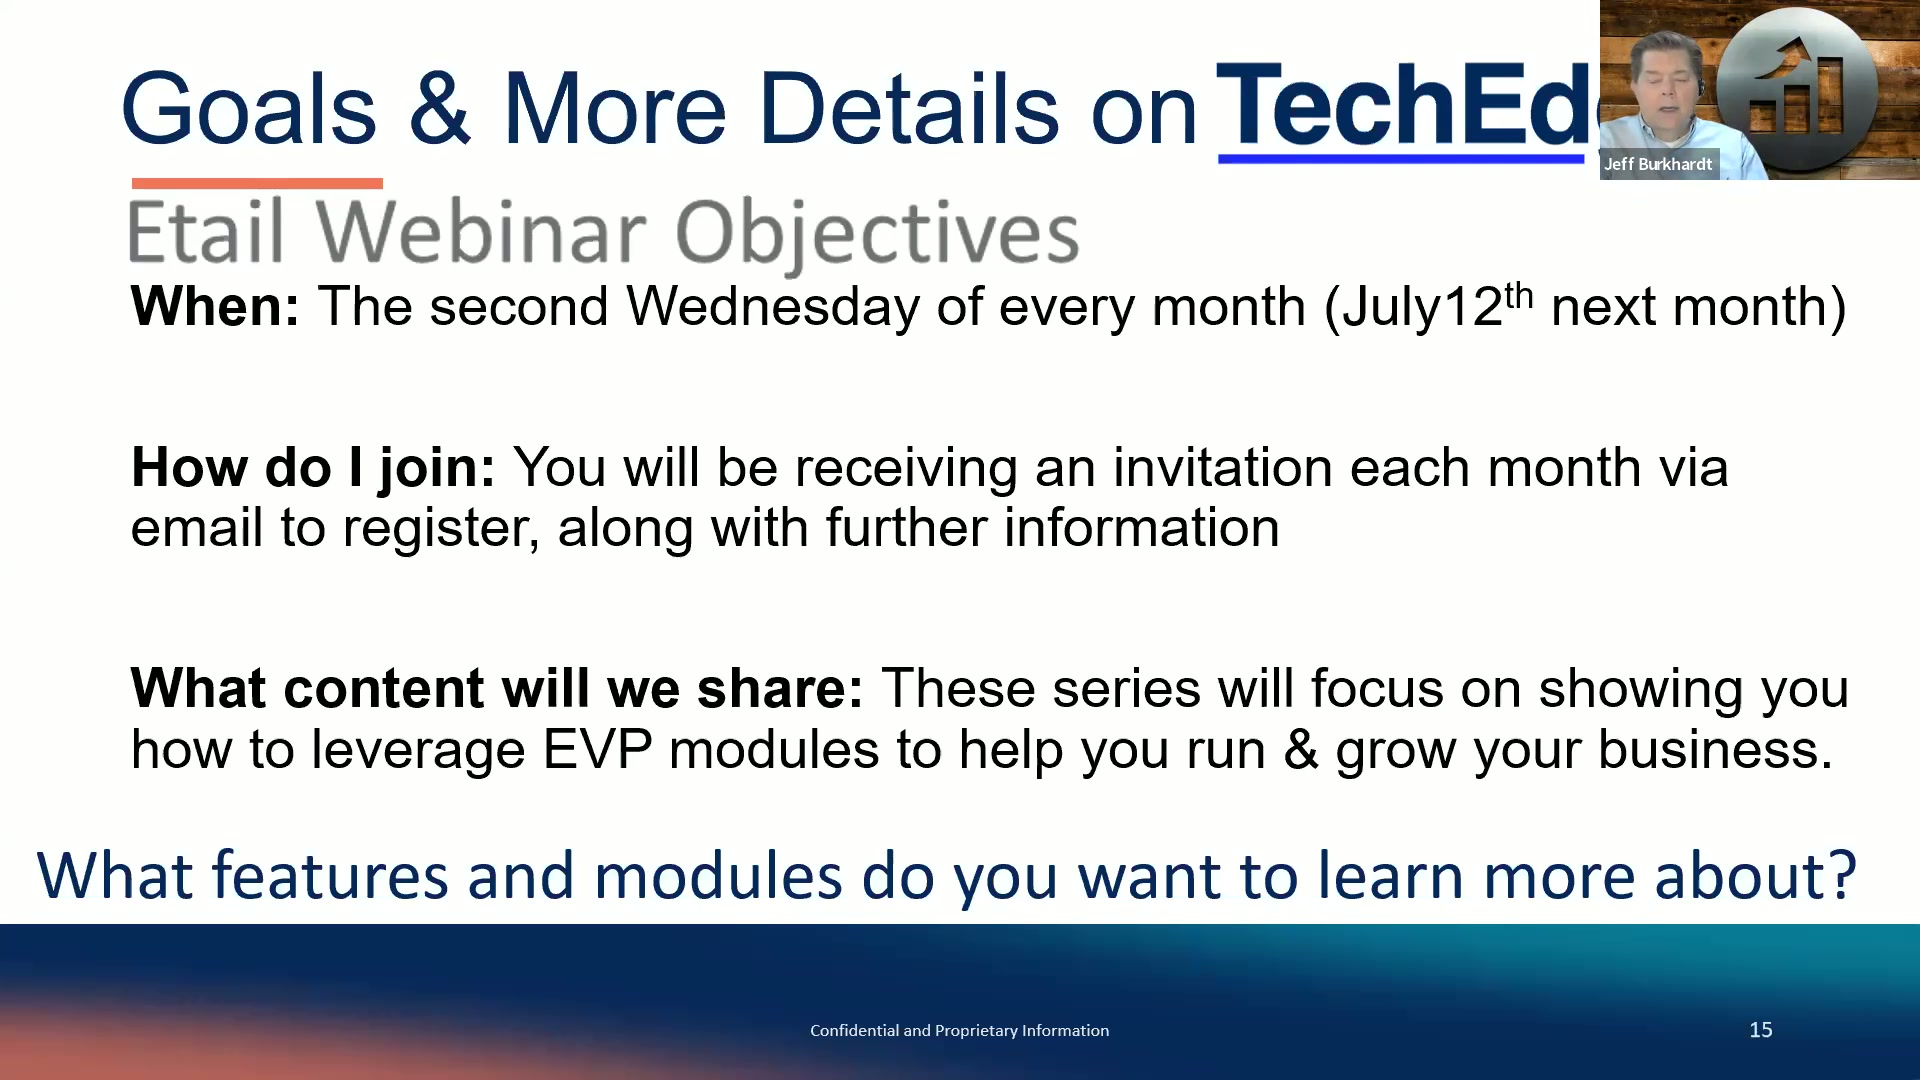 Goals & More Details on TechEd
Jeff Burkhardt
Etail Webinar Objectives
When: The second Wednesday of every month (July12th next month)
How do I join: You will be receiving an invitation each month via
email to register, along with further information
What content will we share: These series will focus on showing you
how to leverage EVP modules to help you run & grow your business.
What features and modules do you want to learn more about?
Confidential and Proprietary Information
15